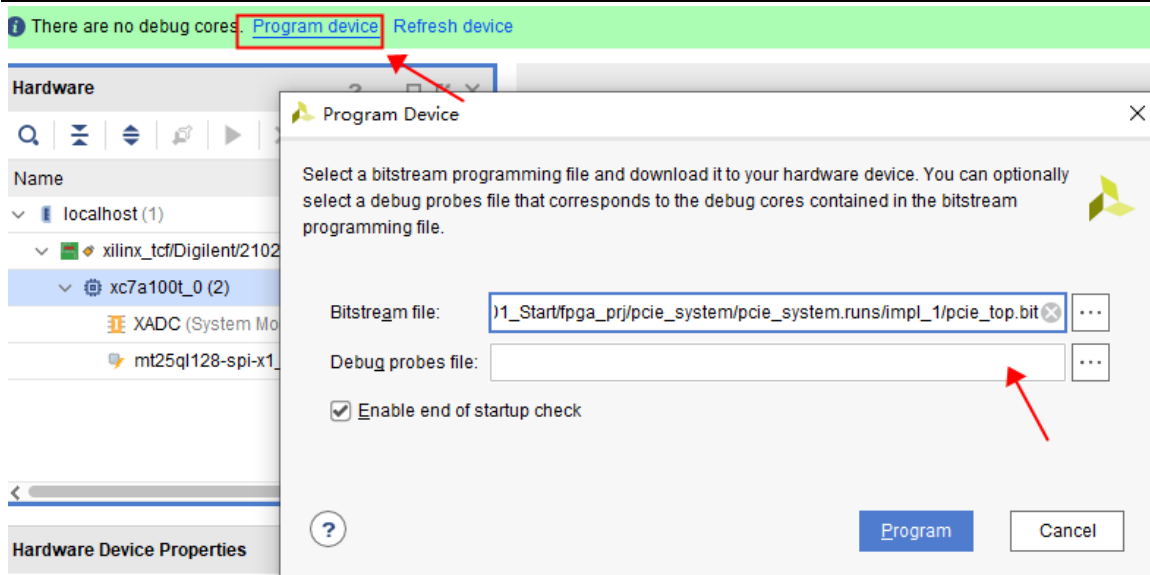 There are no debug cores. Program device Refresh device
Hardware
Program Device
Name
localhost (1)
xilinx_tcf/Digilent/2102
xc7a100t_0 (2)
XADC (System Mo
mt25ql128-spi-x1_
Select a bitstream programming file and download it to your hardware device. You can optionally
select a debug probes file that corresponds to the debug cores contained in the bitstream
programming file.
Bitstream file: 01_Start/fpga_prj/pcie_system/pcie_system.runs/impl_1/pcie_top.bit
Debug probes file:
Enable end of startup check
? Program Cancel
Hardware Device Properties